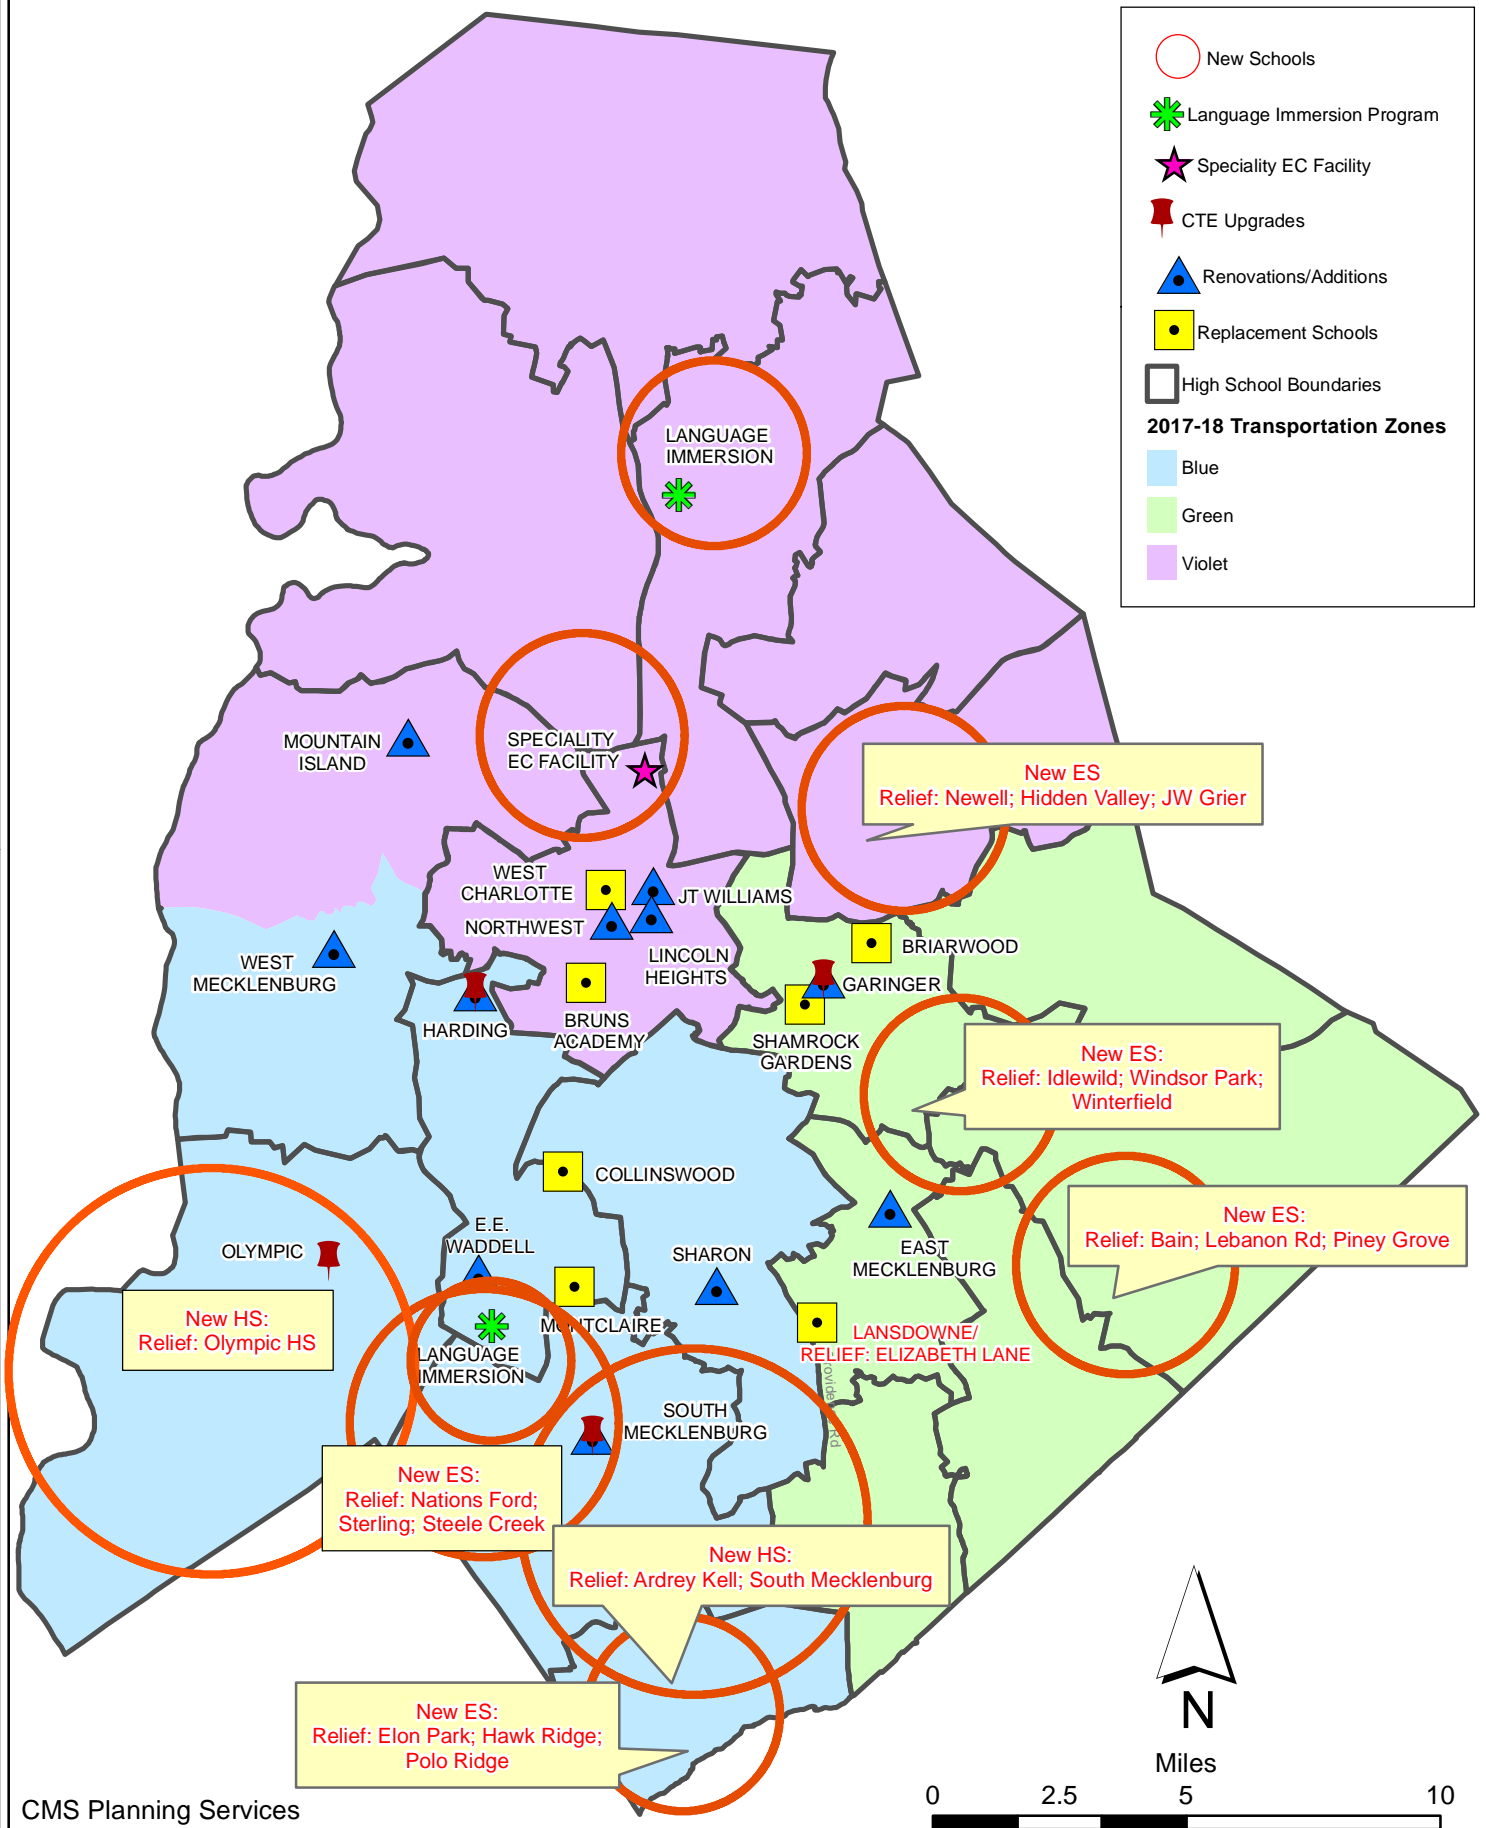 New Schools
Language Immersion Program
Speciality EC Facility
CTE Upgrades
Renovations/Additions
Replacement Schools
High School Boundaries
2017-18 Transportation Zones
Blue
Green
Violet
LANGUAGE
IMMERSION
MOUNTAIN
ISLAND
SPECIALITY
EC FACILITY
New ES
Relief: Newell; Hidden Valley; JW Grier
WEST
CHARLOTTE
JT WILLIAMS
NORTHWEST
LINCOLN
HEIGHTS
WEST
MECKLENBURG
HARDING
BRUNS
ACADEMY
BRIARWOOD
GARINGER
SHAMROCK
GARDENS
New ES:
Relief: Idlewild; Windsor Park;
Winterfield
COLLINSWOOD
E.E.
WADDELL
OLYMPIC
SHARON
EAST
MECKLENBURG
New ES:
Relief: Bain; Lebanon Rd; Piney Grove
New HS:
Relief: Olympic HS
MONTCLAIRE
LANSDOWNE/
RELIEF: ELIZABETH LANE
LANGUAGE
IMMERSION
SOUTH
MECKLENBURG
Rd
New ES:
Relief: Nations Ford;
Sterling; Steele Creek
New HS:
Relief: Ardrey Kell; South Mecklenburg
New ES:
Relief: Elon Park; Hawk Ridge;
Polo Ridge
N
Miles
0 2.5 5 10
CMS Planning Services